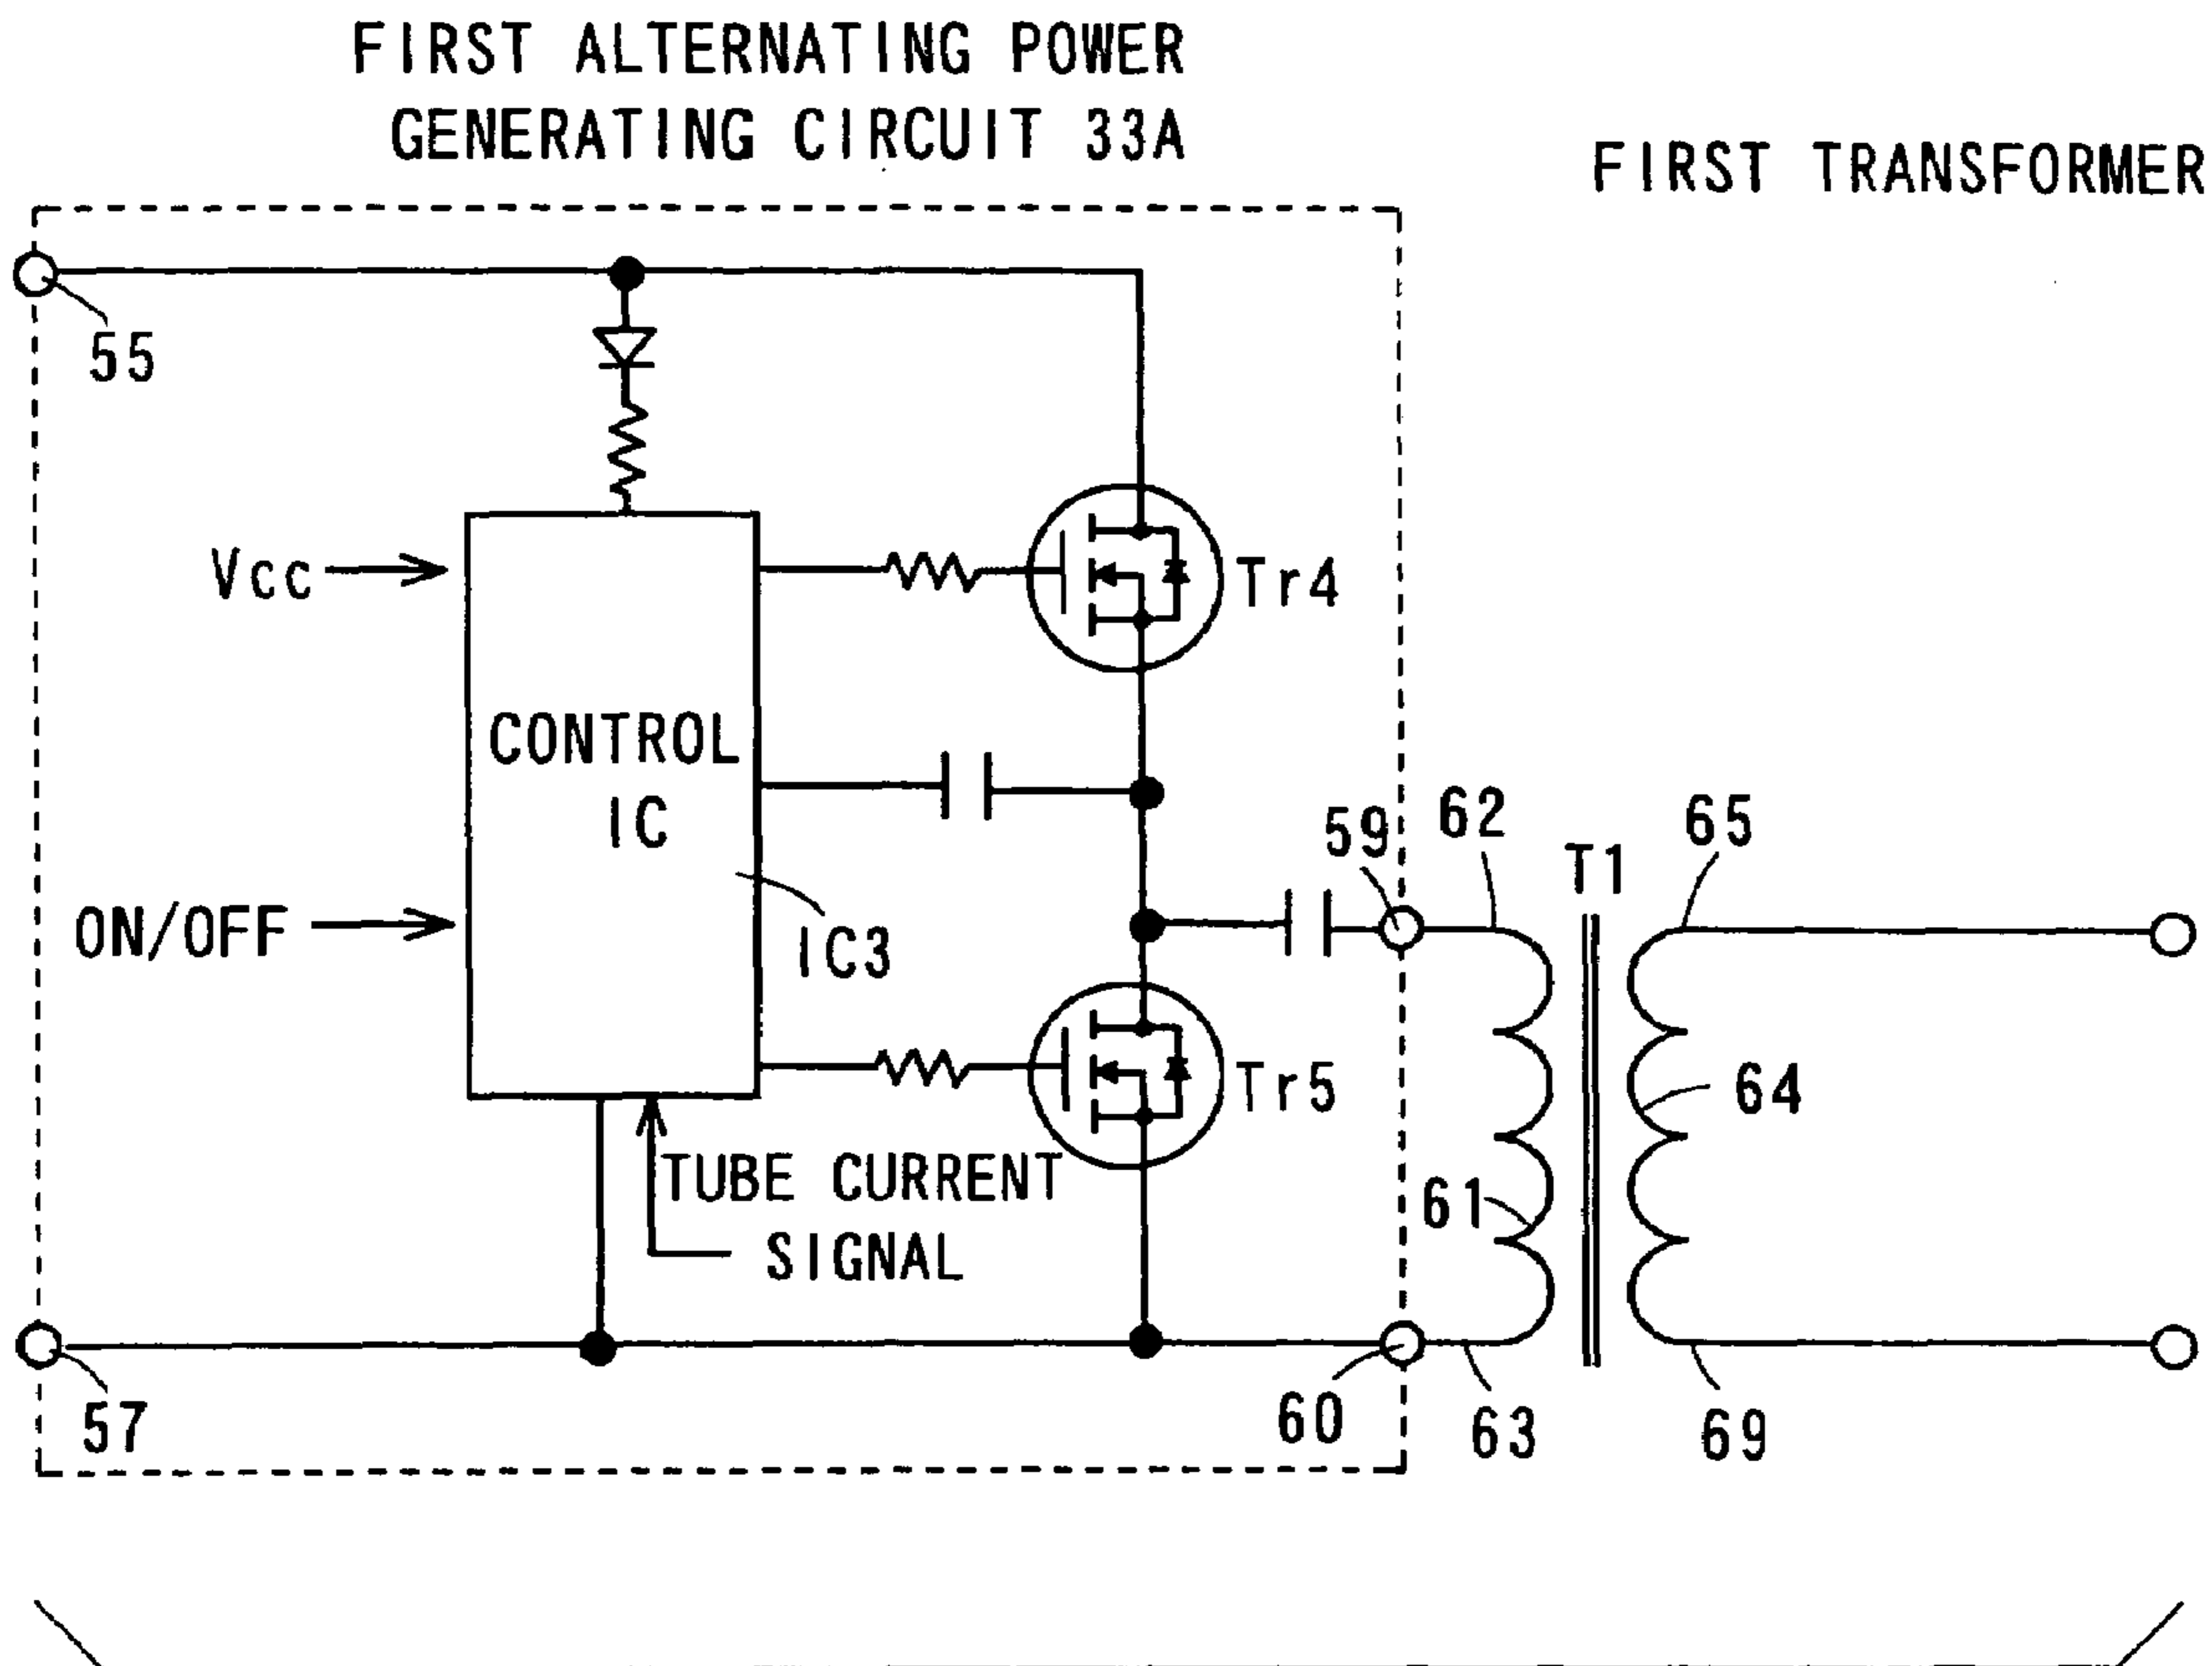 FIRST ALTERNATING POWER
GENERATING CIRCUIT 33A
FIRST TRANSFORMER
55
Vcc
Tr4
CONTROL
IC
59
62
T1
65
ON/OFF
IC3
Tr5
64
TUBE CURRENT
SIGNAL
61
57
60
63
69